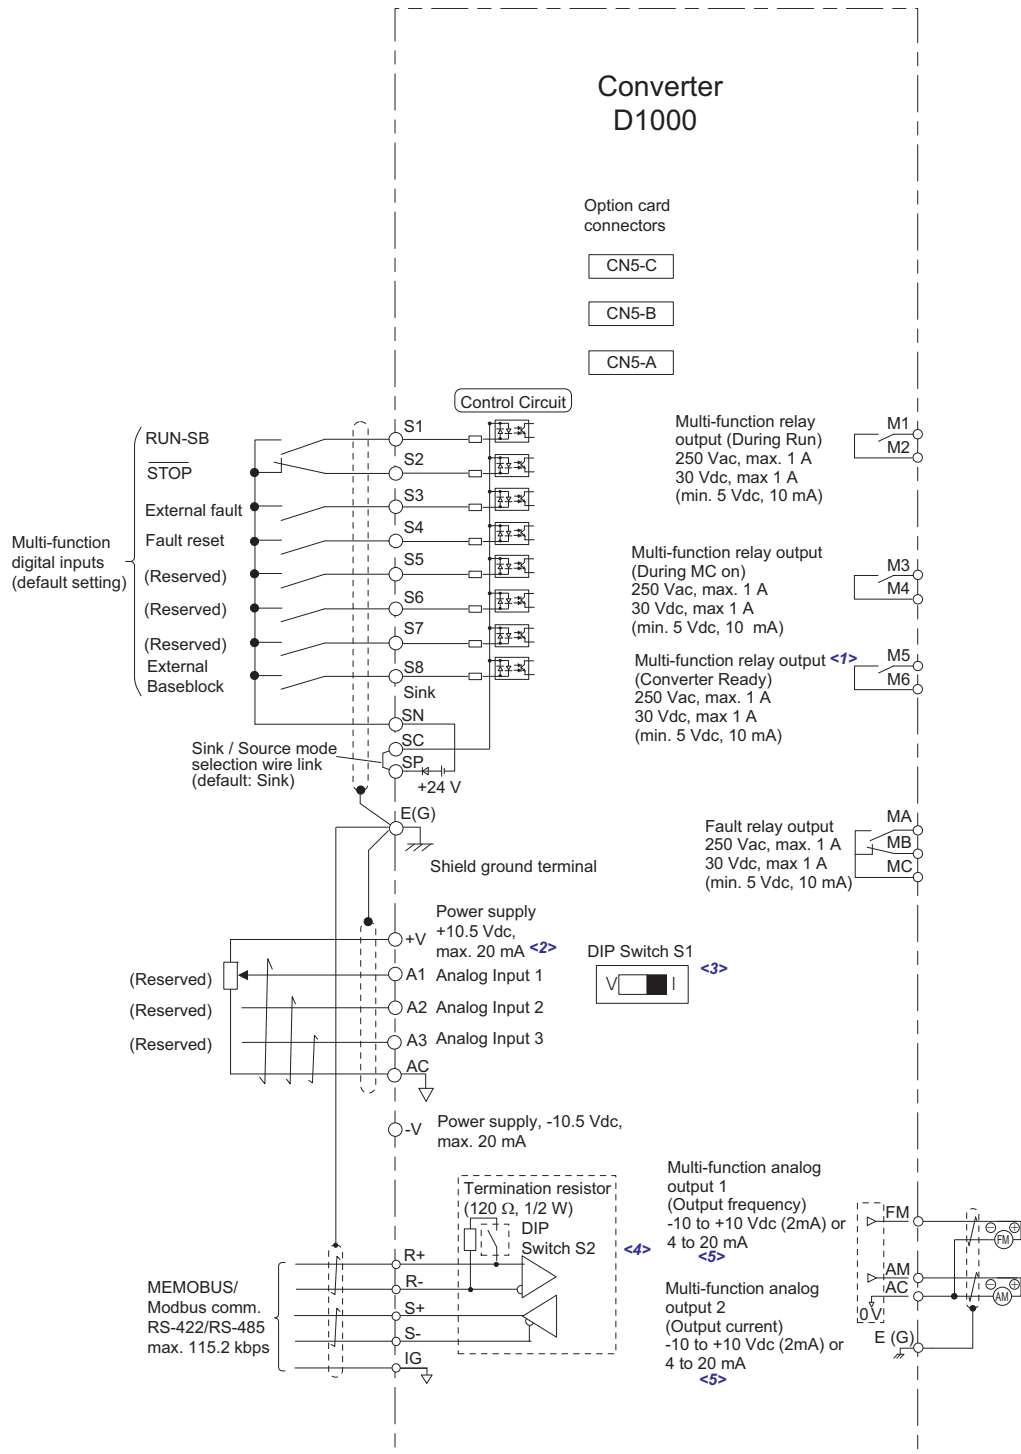 Converter
D1000
Option card
connectors
CN5-C
CN5-B
CN5-A
Control Circuit
Multi-function
digital inputs
(default setting)
RUN-SB
STOP
External fault
Fault reset
(Reserved)
(Reserved)
(Reserved)
External
Baseblock
S1
S2
S3
S4
S5
S6
S7
S8
Sink
SN
SC
SP
+24 V
Sink / Source mode
selection wire link
(default: Sink)
E(G)
Shield ground terminal
Multi-function relay
output (During Run)
250 Vac, max. 1 A
30 Vdc, max 1 A
(min. 5 Vdc, 10 mA)
M1
M2
Multi-function relay output
(During MC on)
250 Vac, max. 1 A
30 Vdc, max 1 A
(min. 5 Vdc, 10 mA)
M3
M4
Multi-function relay output <1>
(Converter Ready)
250 Vac, max. 1 A
30 Vdc, max 1 A
(min. 5 Vdc, 10 mA)
M5
M6
Fault relay output
250 Vac, max. 1 A
30 Vdc, max 1 A
(min. 5 Vdc, 10 mA)
MA
MB
MC
Power supply
+10.5 Vdc,
max. 20 mA <2>
+V
(Reserved)
A1 Analog Input 1
(Reserved)
A2 Analog Input 2
(Reserved)
A3 Analog Input 3
AC
DIP Switch S1
V I
<3>
-V
Power supply, -10.5 Vdc,
max. 20 mA
Termination resistor
(120 Ω, 1/2 W)
DIP
Switch S2
<4>
MEMOBUS/
Modbus comm.
RS-422/RS-485
max. 115.2 kbps
R+
R-
S+
S-
IG
Multi-function analog
output 1
(Output frequency)
-10 to +10 Vdc (2mA) or
4 to 20 mA
<5>
Multi-function analog
output 2
(Output current)
-10 to +10 Vdc (2mA) or
4 to 20 mA
<5>
FM
FM
AM
AC
AM
0V
E (G)